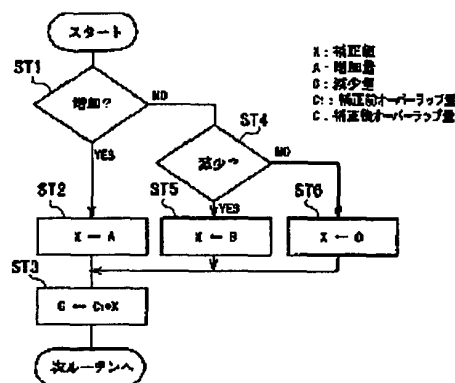 スタート
ST1
増加?
NO
YES
X：補正値
A：増加量
B：減少量
C₁：補正前オーバーラップ量
C：補正後オーバーラップ量
ST4
減少?
NO
YES
ST2
X ← A
ST5
X ← B
ST6
X ← 0
ST3
次ルーチンへ